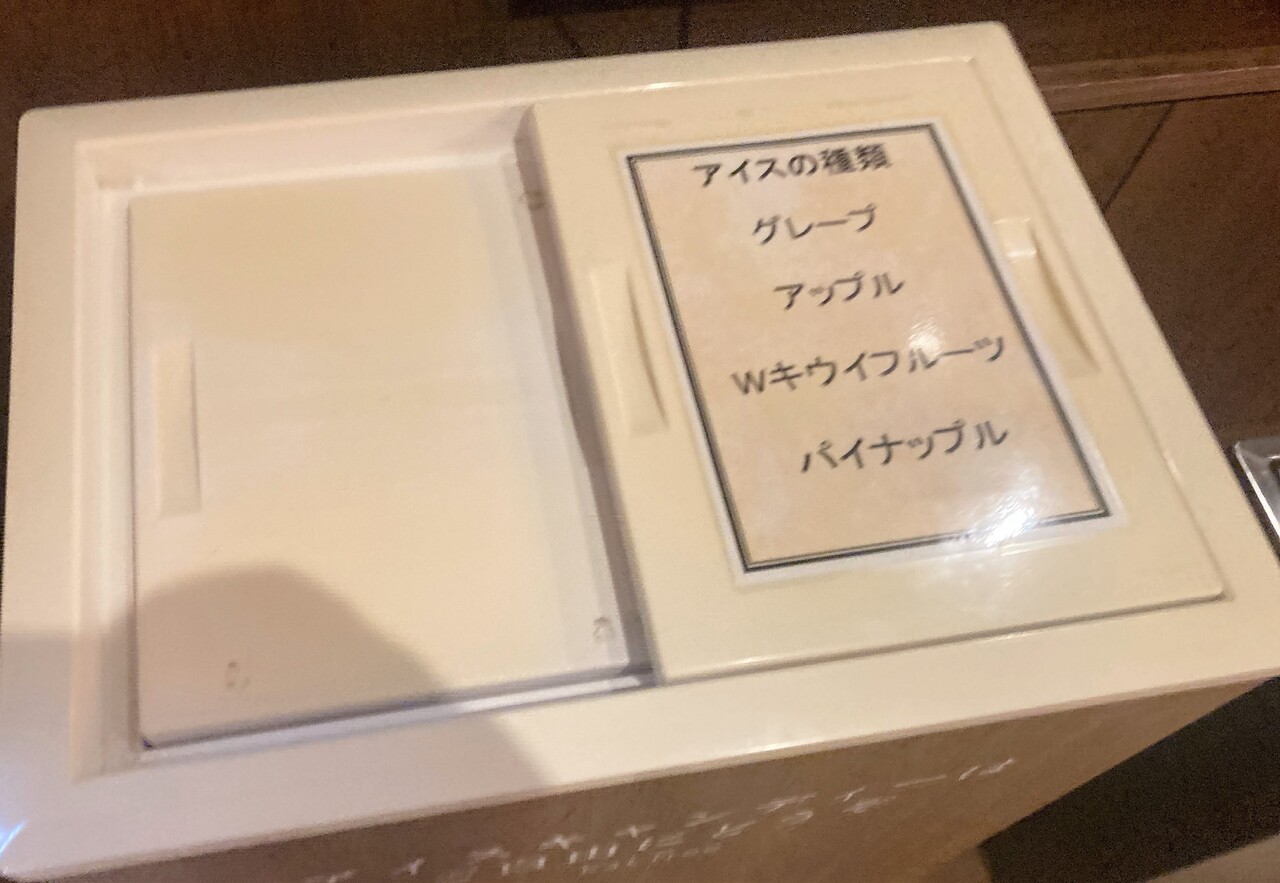 アイスの種類
グレープ
アップル
Wキウイフルーツ
パイナップル